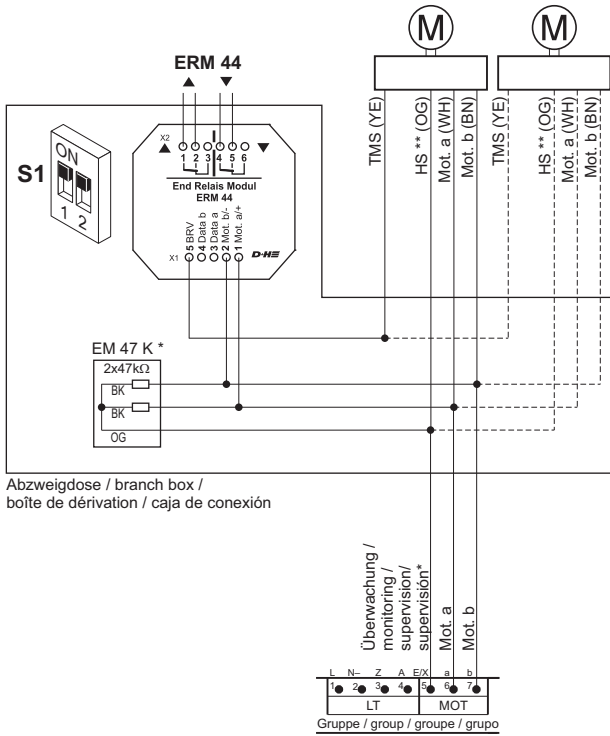 M
M
ERM 44
TMS (YE)
HS ** (OG)
Mot. a (WH)
Mot. b (BN)
TMS (YE)
HS ** (OG)
Mot. a (WH)
Mot. b (BN)
S1
ON
1 2
X2
1 2 3 4 5 6
End Relais Modul
ERM 44
5 BRV
4 Data b
3 Data a
2 Mot. b/-
1 Mot. a/+
X1
D+H
EM 47 K *
2x47kΩ
BK
BK
OG
Abzweigdose / branch box /
boîte de dérivation / caja de conexión
Überwachung /
monitoring /
supervision/
supervisión*
Mot. a
Mot. b
L N– Z A E/X a b
1 2 3 4 5 6 7
LT MOT
Gruppe / group / groupe / grupo